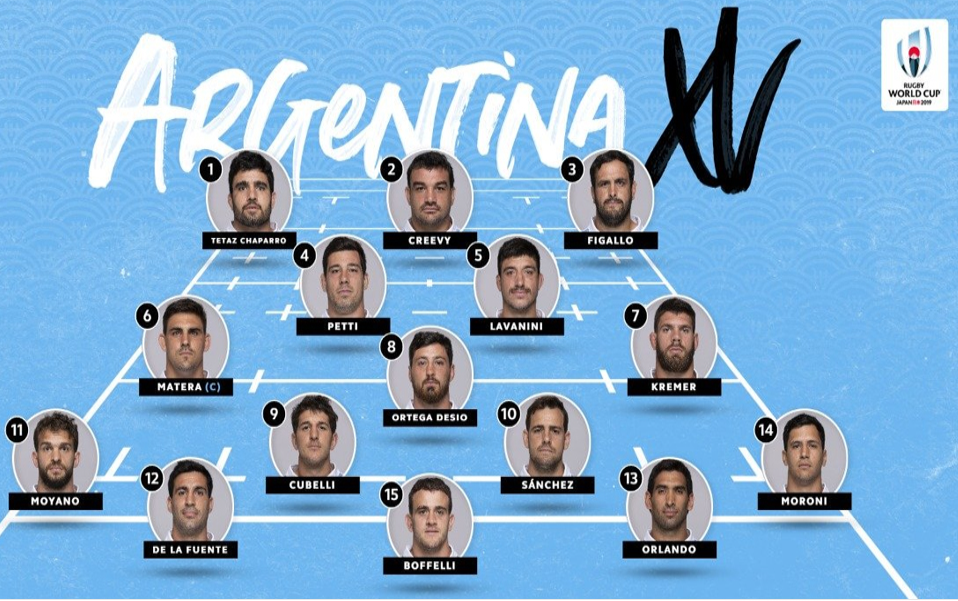 ARGENTINA XV
RUGBY
WORLD CUP
JAPAN 2019
1
TETAZ CHAPARRO
2
CREEVY
3
FIGALLO
4
PETTI
5
LAVANINI
6
MATERA (C)
7
KREMER
8
ORTEGA DESIO
9
CUBELLI
10
SÁNCHEZ
11
MOYANO
12
DE LA FUENTE
15
BOFFELLI
13
ORLANDO
14
MORONI